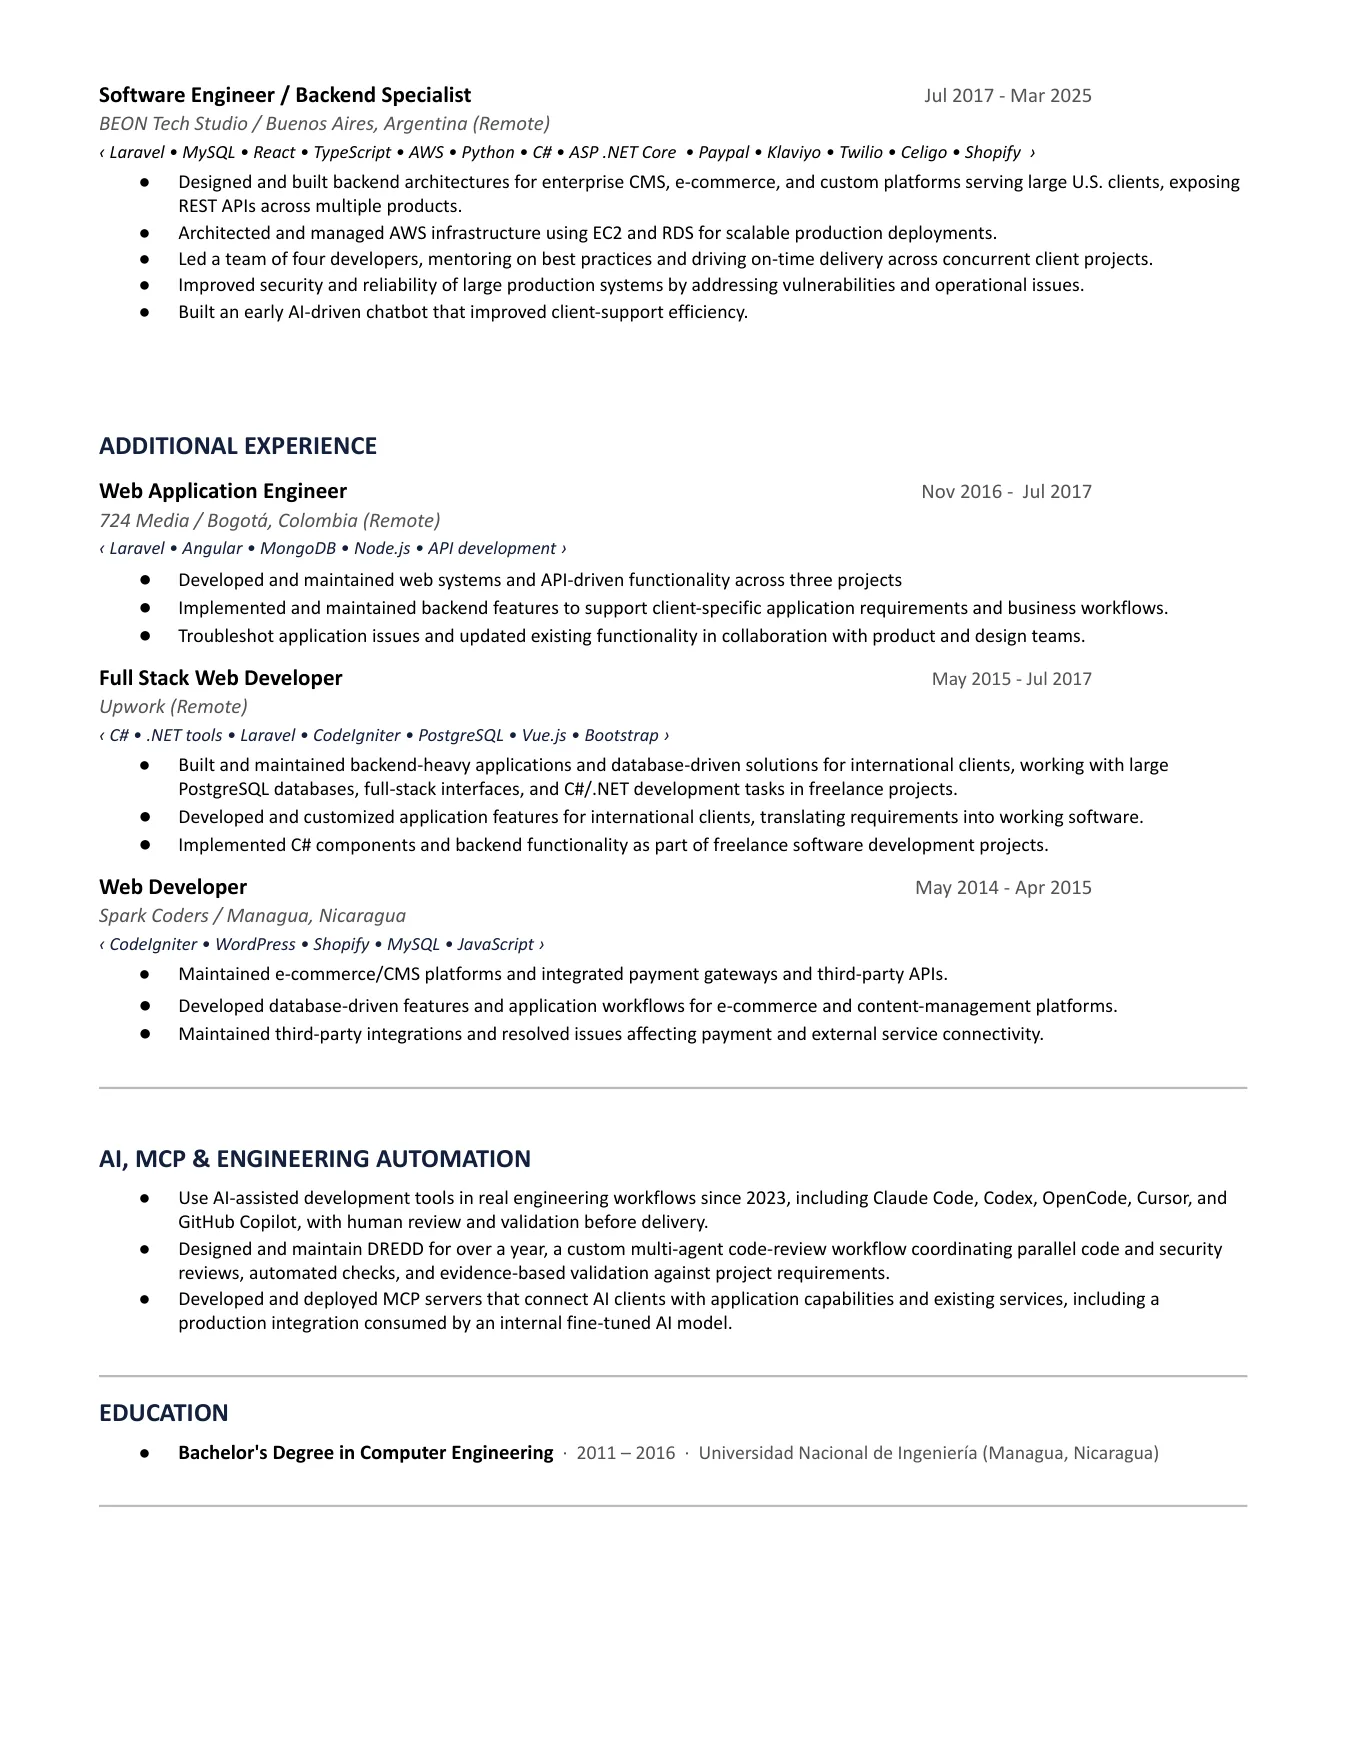 Software Engineer / Backend Specialist Jul 2017 - Mar 2025
BEON Tech Studio / Buenos Aires, Argentina (Remote)
‹ Laravel • MySQL • React • TypeScript • AWS • Python • C# • ASP .NET Core • Paypal • Klaviyo • Twilio • Celigo • Shopify ›
● Designed and built backend architectures for enterprise CMS, e-commerce, and custom platforms serving large U.S. clients, exposing
REST APIs across multiple products.
● Architected and managed AWS infrastructure using EC2 and RDS for scalable production deployments.
● Led a team of four developers, mentoring on best practices and driving on-time delivery across concurrent client projects.
● Improved security and reliability of large production systems by addressing vulnerabilities and operational issues.
● Built an early AI-driven chatbot that improved client-support efficiency.
ADDITIONAL EXPERIENCE
Web Application Engineer Nov 2016 - Jul 2017
724 Media / Bogotá, Colombia (Remote)
‹ Laravel • Angular • MongoDB • Node.js • API development ›
● Developed and maintained web systems and API-driven functionality across three projects
● Implemented and maintained backend features to support client-specific application requirements and business workflows.
● Troubleshot application issues and updated existing functionality in collaboration with product and design teams.
Full Stack Web Developer May 2015 - Jul 2017
Upwork (Remote)
‹ C# • .NET tools • Laravel • CodeIgniter • PostgreSQL • Vue.js • Bootstrap ›
● Built and maintained backend-heavy applications and database-driven solutions for international clients, working with large
PostgreSQL databases, full-stack interfaces, and C#/.NET development tasks in freelance projects.
● Developed and customized application features for international clients, translating requirements into working software.
● Implemented C# components and backend functionality as part of freelance software development projects.
Web Developer May 2014 - Apr 2015
Spark Coders / Managua, Nicaragua
‹ CodeIgniter • WordPress • Shopify • MySQL • JavaScript ›
● Maintained e-commerce/CMS platforms and integrated payment gateways and third-party APIs.
● Developed database-driven features and application workflows for e-commerce and content-management platforms.
● Maintained third-party integrations and resolved issues affecting payment and external service connectivity.
AI, MCP & ENGINEERING AUTOMATION
● Use AI-assisted development tools in real engineering workflows since 2023, including Claude Code, Codex, OpenCode, Cursor, and
GitHub Copilot, with human review and validation before delivery.
● Designed and maintain DREDD for over a year, a custom multi-agent code-review workflow coordinating parallel code and security
reviews, automated checks, and evidence-based validation against project requirements.
● Developed and deployed MCP servers that connect AI clients with application capabilities and existing services, including a
production integration consumed by an internal fine-tuned AI model.
EDUCATION
● Bachelor's Degree in Computer Engineering · 2011 – 2016 · Universidad Nacional de Ingeniería (Managua, Nicaragua)